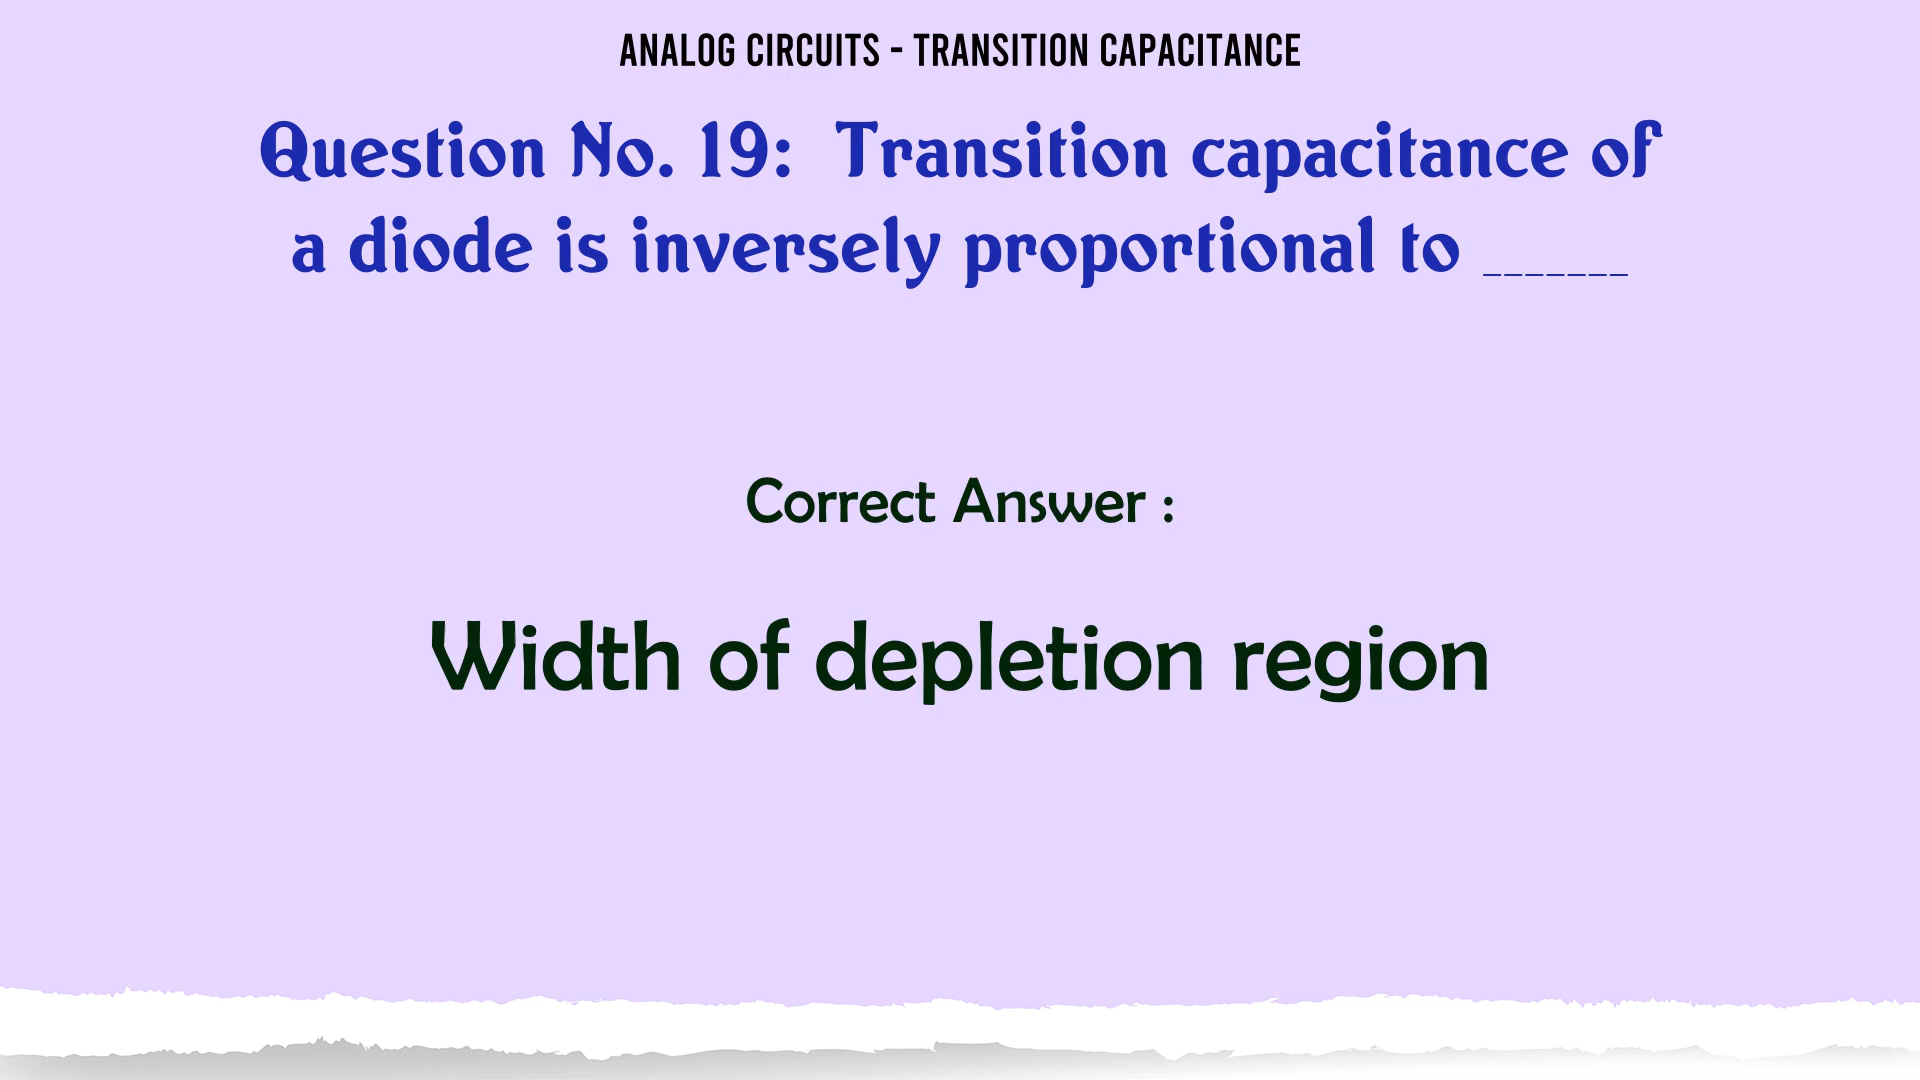 ANALOG CIRCUITS - TRANSITION CAPACITANCE
Question No. 19: Transition capacitance of
a diode is inversely proportional to _______
Correct Answer :
Width of depletion region